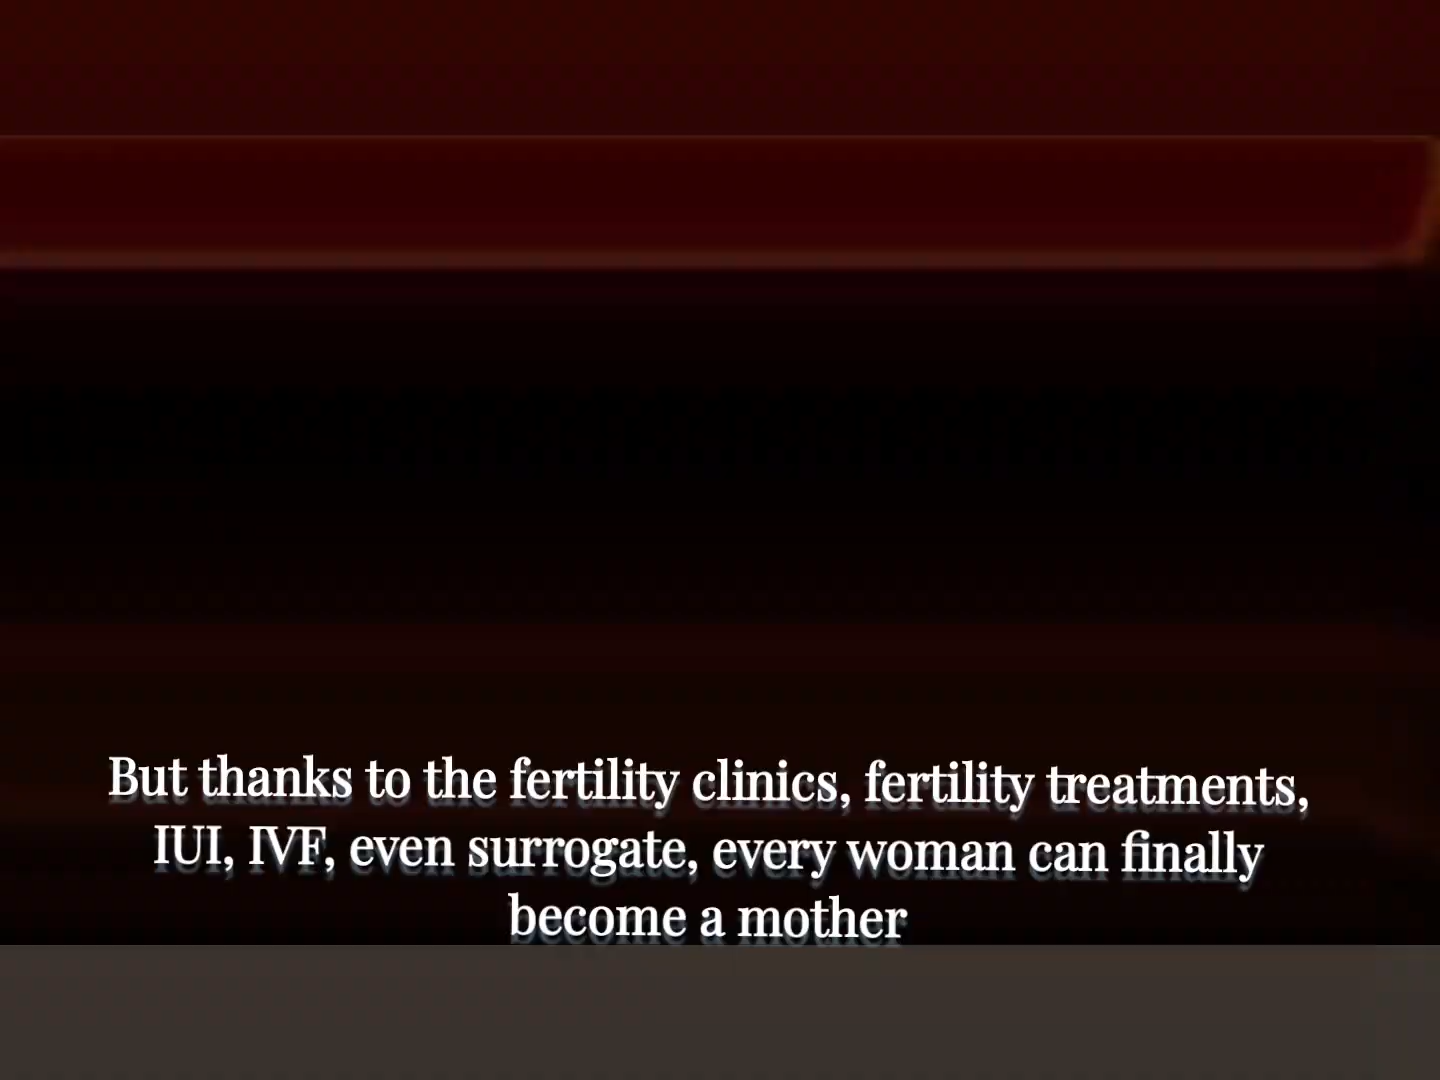 But thanks to the fertility clinics, fertility treatments,
IUI, IVF, even surrogate, every woman can finally
become a mother